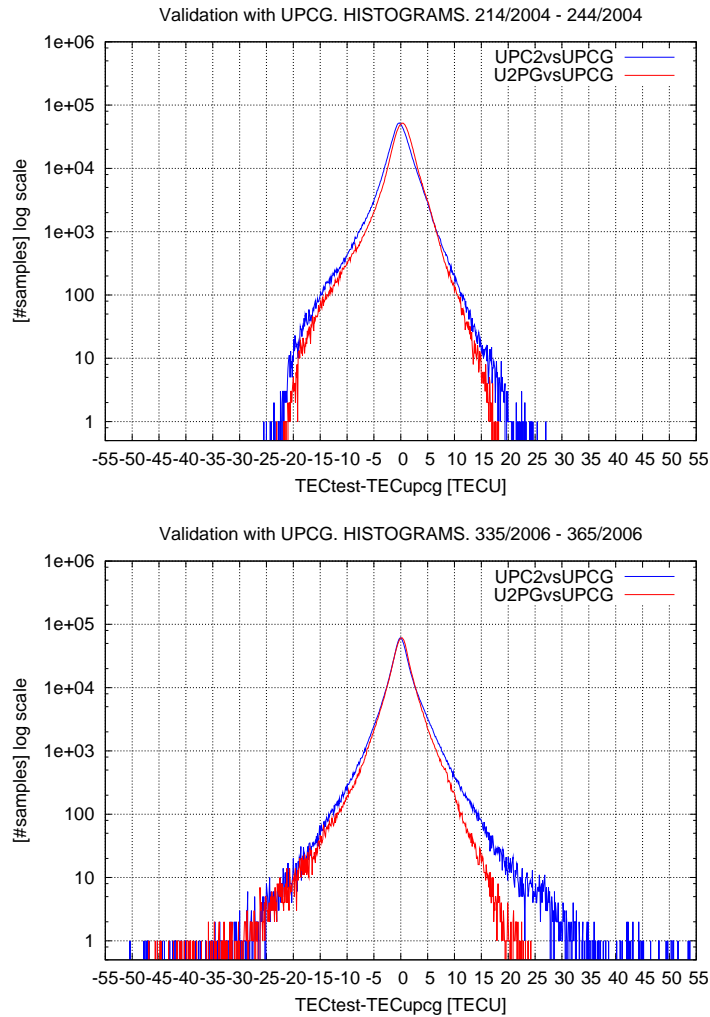 Validation with UPCG. HISTOGRAMS. 214/2004 - 244/2004
1e+06
1e+05
1e+04
1e+03
100
10
1
[#samples] log scale
UPC2vsUPCG
U2PGvsUPCG
-55-50-45-40-35-30-25-20-15-10 -5 0 5 10 15 20 25 30 35 40 45 50 55
TECtest-TECupcg [TECU]
Validation with UPCG. HISTOGRAMS. 335/2006 - 365/2006
1e+06
1e+05
1e+04
1e+03
100
10
1
[#samples] log scale
UPC2vsUPCG
U2PGvsUPCG
-55-50-45-40-35-30-25-20-15-10 -5 0 5 10 15 20 25 30 35 40 45 50 55
TECtest-TECupcg [TECU]